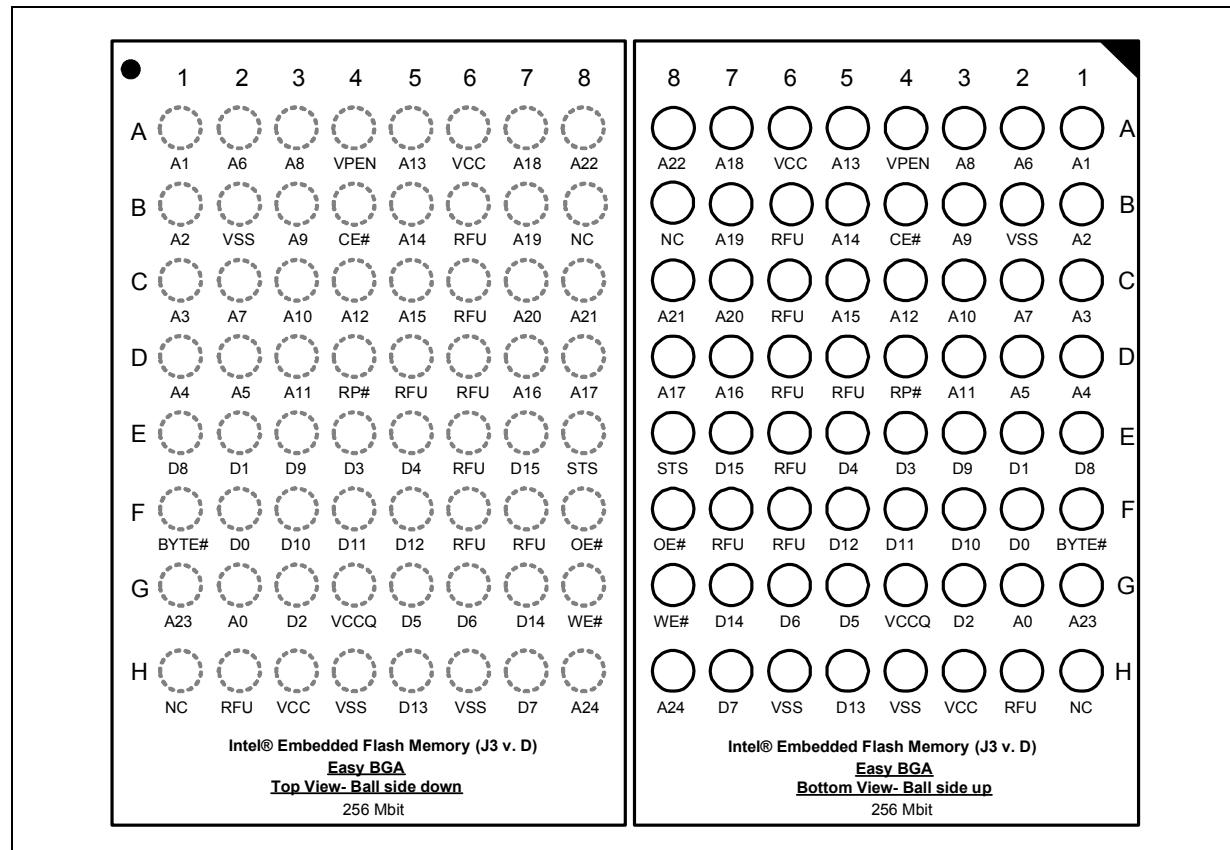 1 2 3 4 5 6 7 8
A
A1 A6 A8 VPEN A13 VCC A18 A22
B
A2 VSS A9 CE# A14 RFU A19 NC
C
A3 A7 A10 A12 A15 RFU A20 A21
D
A4 A5 A11 RP# RFU RFU A16 A17
E
D8 D1 D9 D3 D4 RFU D15 STS
F
BYTE# D0 D10 D11 D12 RFU RFU OE#
G
A23 A0 D2 VCCQ D5 D6 D14 WE#
H
NC RFU VCC VSS D13 VSS D7 A24
Intel® Embedded Flash Memory (J3 v. D)
Easy BGA
Top View- Ball side down
256 Mbit
8 7 6 5 4 3 2 1
A
A22 A18 VCC A13 VPEN A8 A6 A1
B
NC A19 RFU A14 CE# A9 VSS A2
C
A21 A20 RFU A15 A12 A10 A7 A3
D
A17 A16 RFU RFU RP# A11 A5 A4
E
STS D15 RFU D4 D3 D9 D1 D8
F
OE# RFU RFU D12 D11 D10 D0 BYTE#
G
WE# D14 D6 D5 VCCQ D2 A0 A23
H
A24 D7 VSS D13 VSS VCC RFU NC
Intel® Embedded Flash Memory (J3 v. D)
Easy BGA
Bottom View- Ball side up
256 Mbit